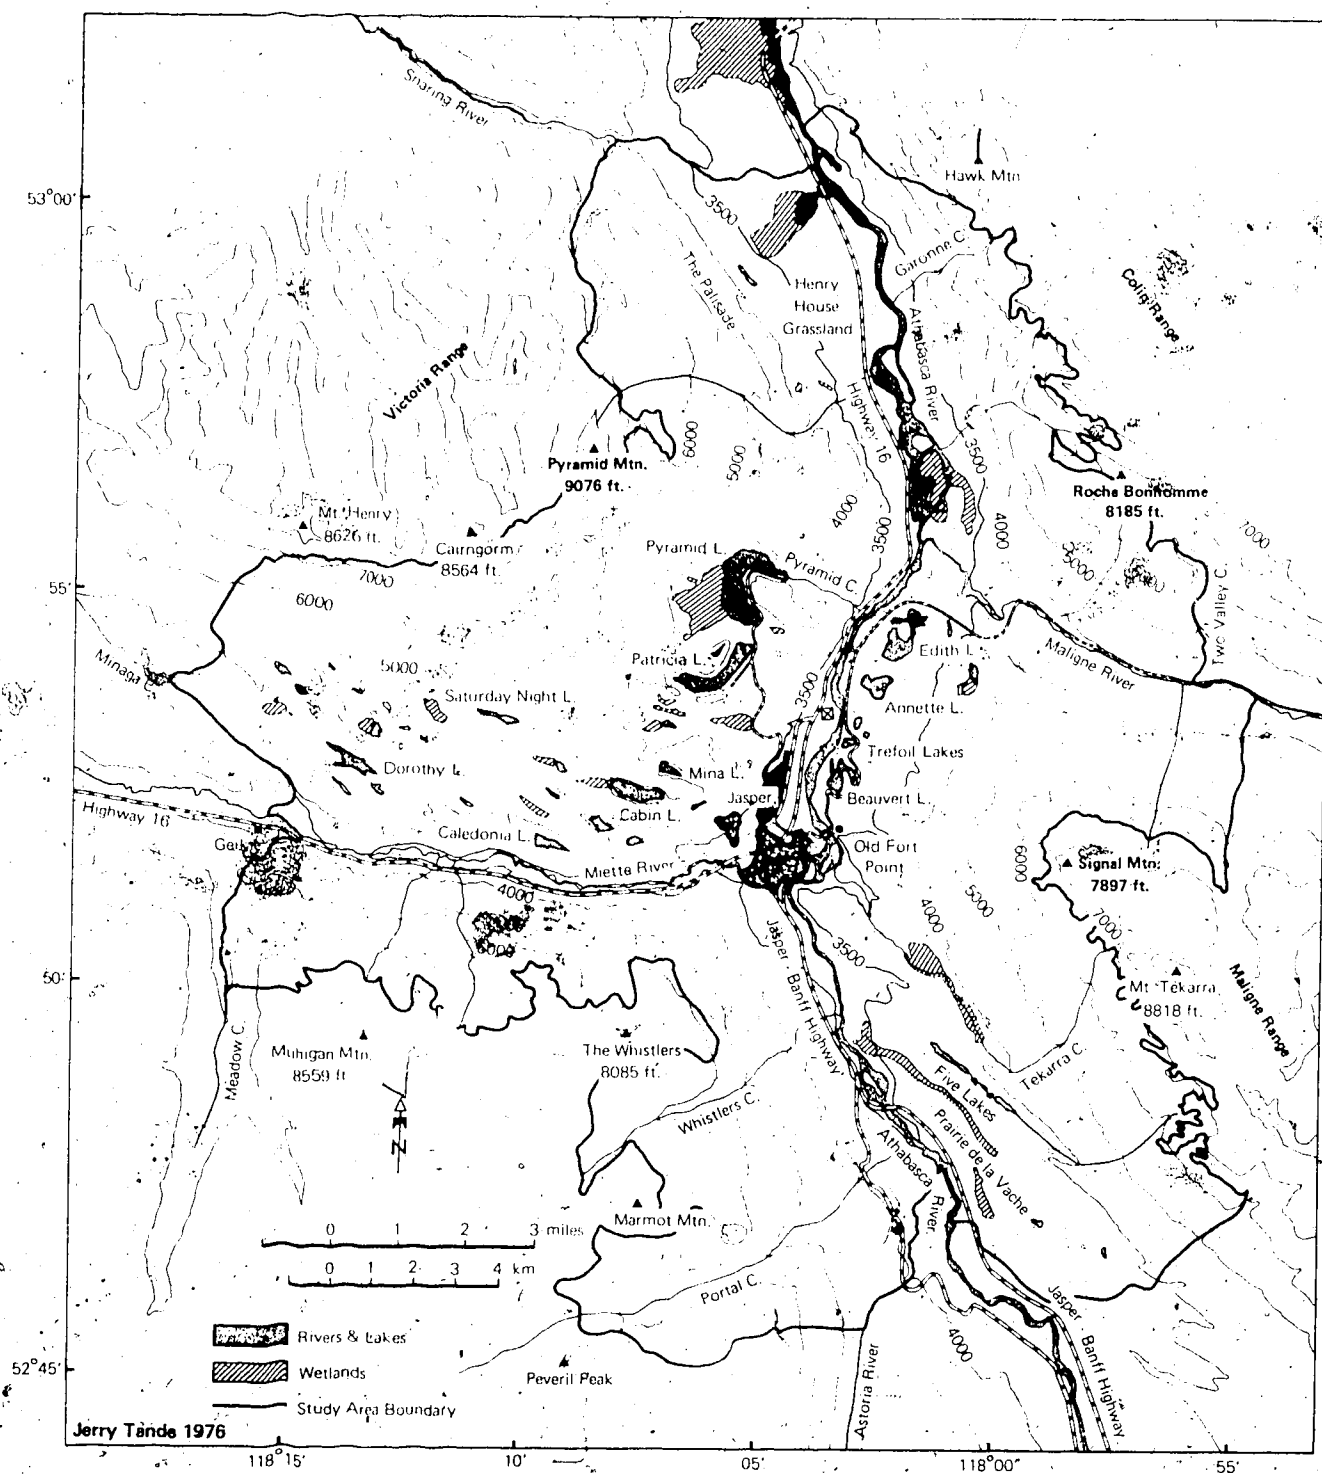 Snaring River
Hawk Mtn
53°00'
3500
Garonne C.
The Palisade
Henry
House
Grassland
Colin Range
Athabasca River
Victoria Range
Highway 16
6000
5000
3500
Pyramid Mtn.
9076 ft.
Roche Bonhomme
8185 ft.
4000
3500
4000
7000
Mt. Henry
8626 ft.
Cairngorm
8564 ft.
Pyramid L.
Pyramid C.
5000
55'
7000
6000
Two Valley C.
Minaga C.
5000
Patricia L.
Edith L.
Maligne River
Saturday Night L.
3500
Annette L.
Trefoil Lakes
Dorothy L.
Mina L.
Jasper
Beauvert L.
Highway 16
Cabin L.
Caledonia L.
Old Fort
Point
Miette River
6000
Signal Mtn.
7897 ft.
4000
4000
5000
7000
6000
Jasper Banff Highway
3500
50'
Mt. Tekarra
8818 ft.
Maligne Range
Muhigan Mtn.
8559 ft
The Whistlers
8085 ft.
Meadow C.
Five Lakes
Tekarra C.
N
Whistlers C.
Prairie de la Vache
Athabasca
River
Marmot Mtn.
0 1 2 3 miles
0 1 2 3 4 km
Portal C.
Jasper Banff Highway
Rivers & Lakes
4000
Astoria River
52°45'
Wetlands
Peveril Peak
Study Area Boundary
Jerry Tande 1976
118°15' 10' 05' 118°00' 55'